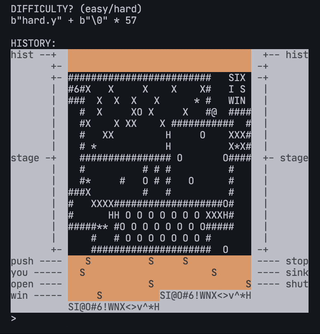 DIFFICULTY? (easy/hard)
b"hard.y" + b"\0" * 57
HISTORY:
hist --+                                     +-- hist
       +-                                   -+
       +- ##########################   SIX  -+
       |  #6#X   X     X    X    X#    I S   |
       |  ###  X  X  X   X      * #    WIN   |
       |    #  X     XO X     X   #@  ####   |
       |    #X    X XX    X ###########  #   |
       |    #   XX          H     O    XXX#  |
       |    # *             H          X*X#  |
stage -+    ################# O       O####  +- stage
       |    #          # # #             #   |
       |    #*     #   O # #   O         #   |
       |  ###X         # # #             #   |
       |  #   XXXX###################O#  |
       |  #      HH O O O O O O O XXXH#  |
       |  #####** #O O O O O O O O####   |
       |      #   # O O O O O O O #      |
       +- ##########################  O     -+
push -----    S          S     S        ----- stop
you ------   S                      S   ----- sink
open -----       S       S            S ----- shut
win ------      S          SI@O#6!WNX<>v^*H
          SI@O#6!WNX<>v^*H
>